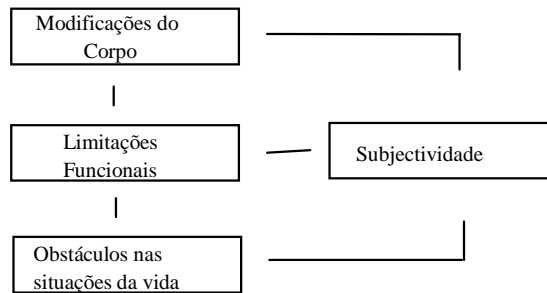 Modificações do
Corpo
Limitações
Funcionais
Subjectividade
Obstáculos nas
situações da vida